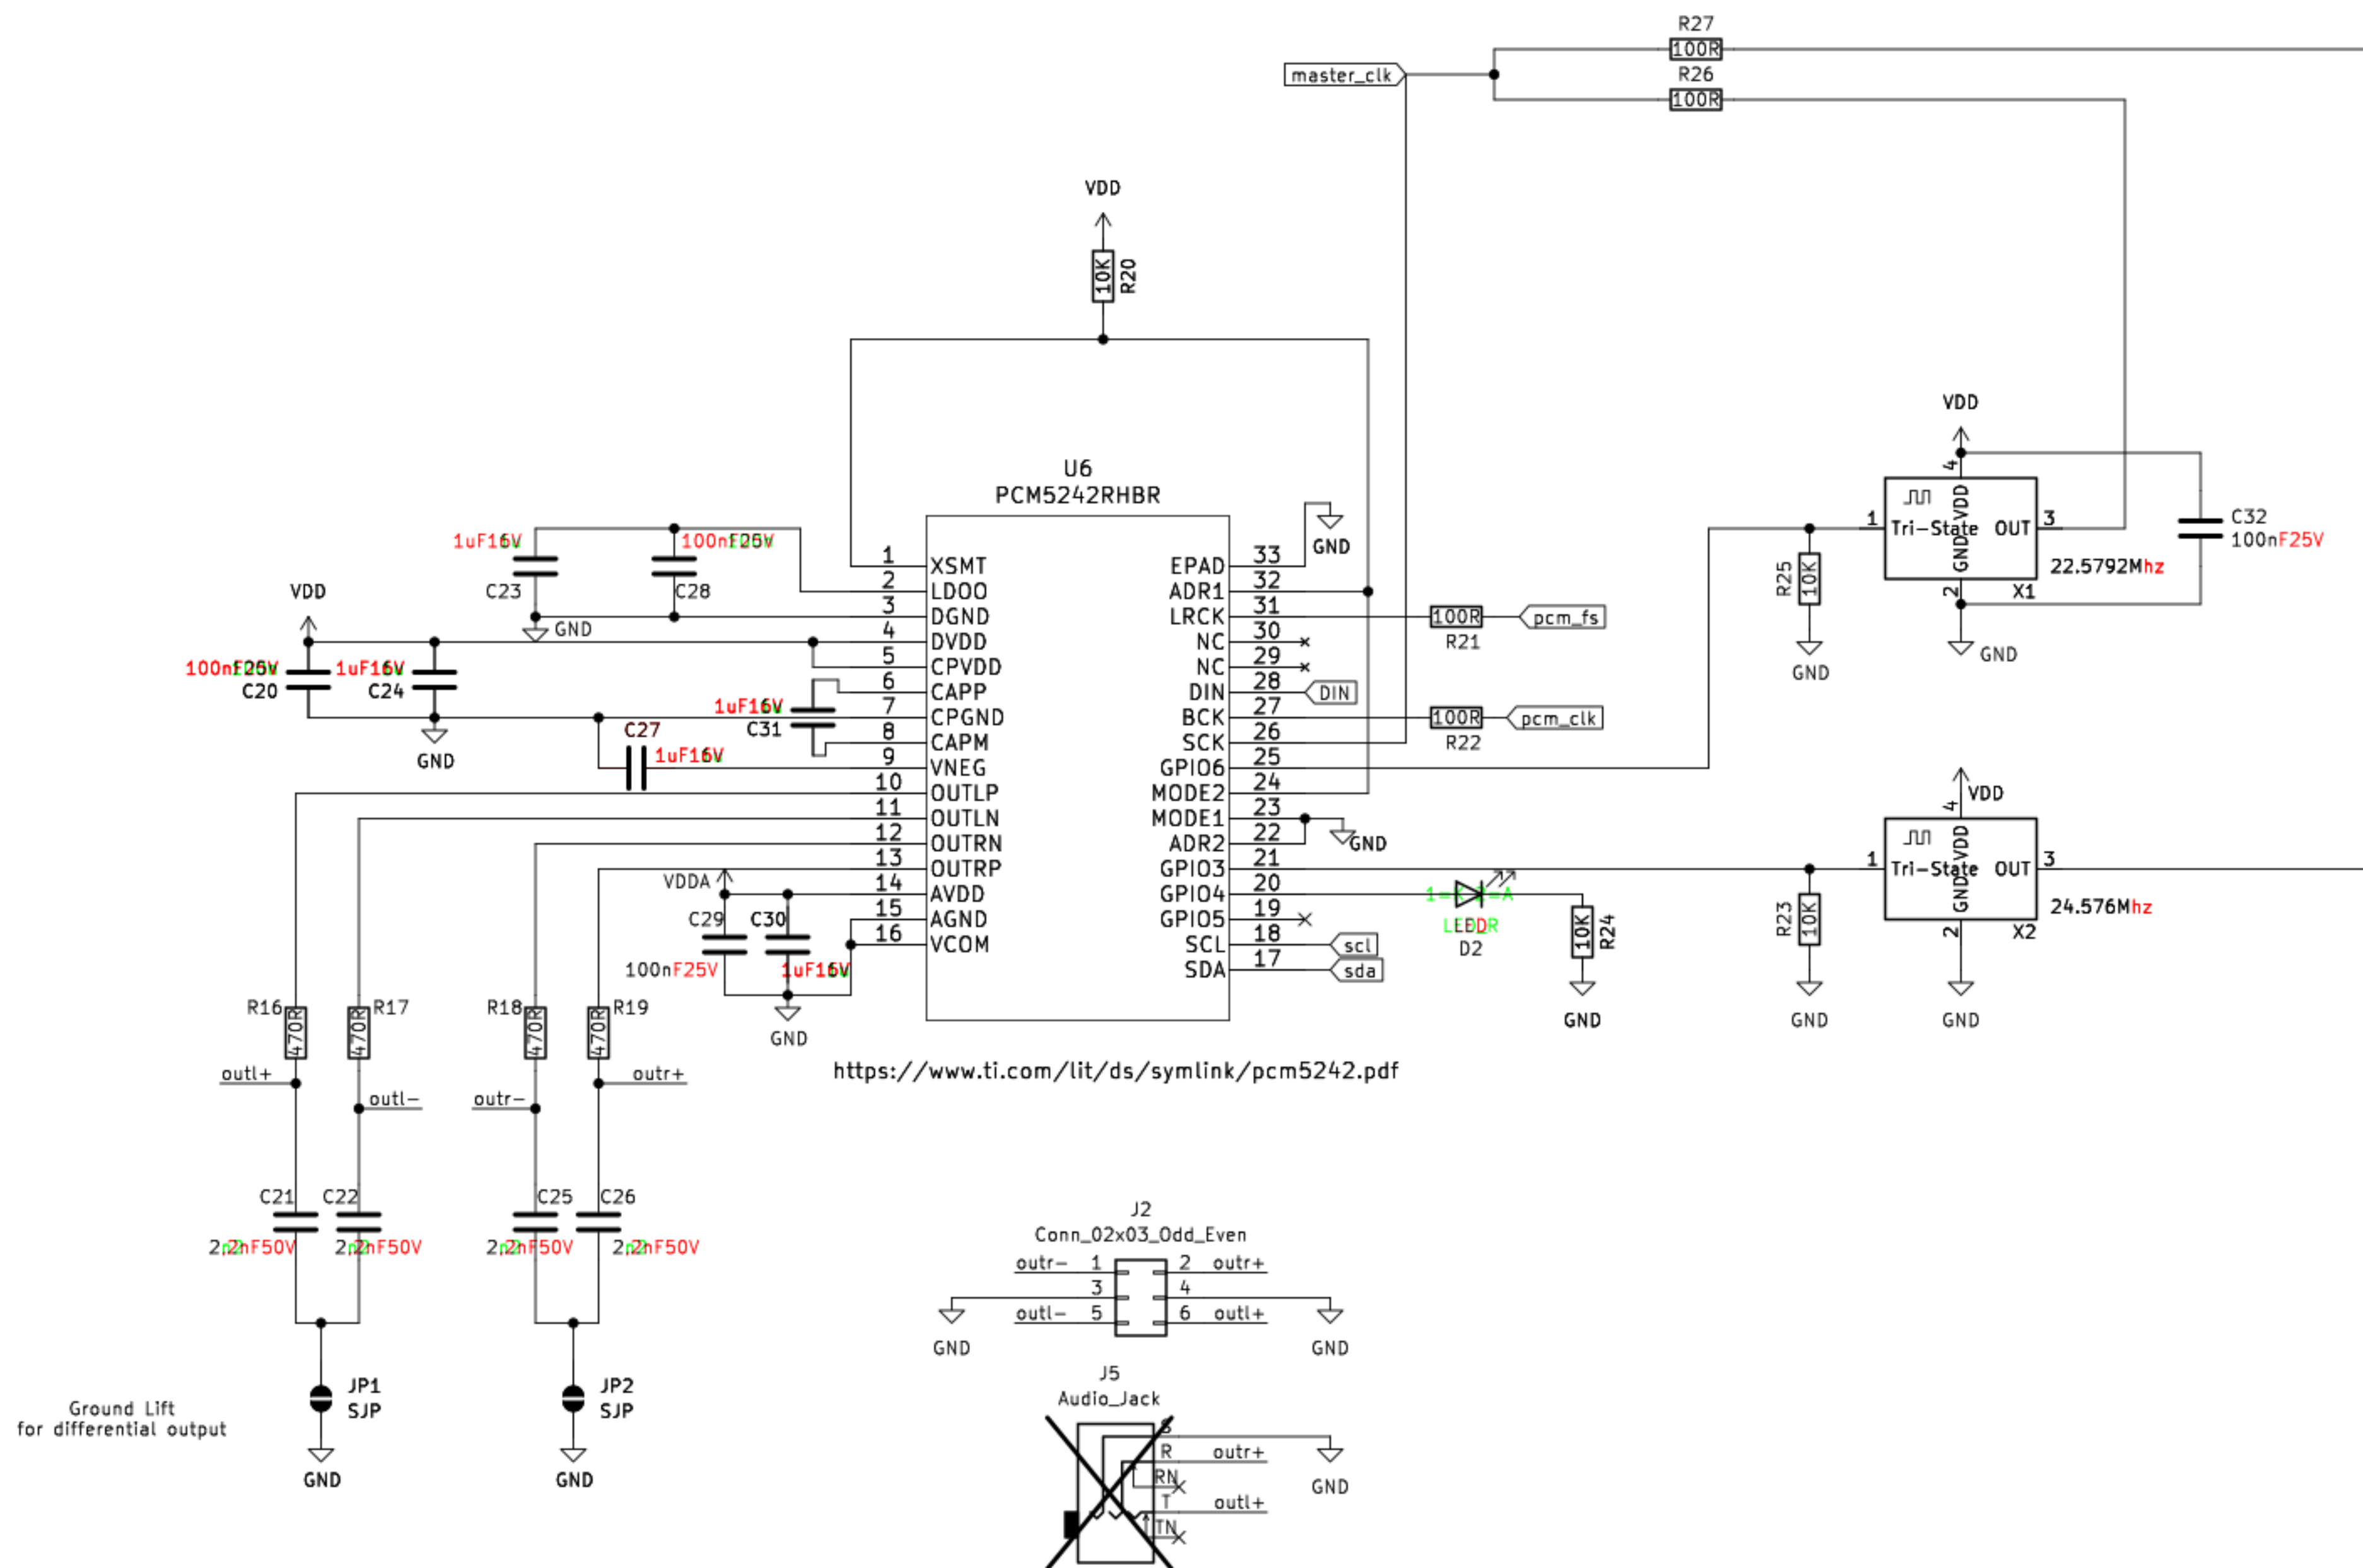 R27
100R
R26
100R
master_clk
VDD
10K
R20
U6
PCM5242RHBR
VDD
4
VDD
GND
1
Tri-State
OUT
3
2
22.5792Mhz
X1
C32
100nF25V
R25
10K
GND
GND
1uF16V
C23
100nF25V
C28
GND
VDD
100nF25V
C20
1uF16V
C24
GND
1uF16V
C31
C27
1uF16V
1 XSMT
2 LDOO
3 DGND
4 DVDD
5 CPVDD
6 CAPP
7 CPGND
8 CAPM
9 VNEG
10 OUTLP
11 OUTLN
12 OUTRN
13 OUTRP
14 AVDD
15 AGND
16 VCOM
EPAD 33
ADR1 32
LRCK 31
NC 30
NC 29
DIN 28
BCK 27
SCK 26
GPIO6 25
MODE2 24
MODE1 23
ADR2 22
GPIO3 21
GPIO4 20
GPIO5 19
SCL 18
SDA 17
GND
100R
R21
pcm_fs
DIN
100R
R22
pcm_clk
GND
D2
scl
sda
10K
R24
GND
VDD
4
VDD
GND
1
Tri-State
OUT
3
2
24.576Mhz
X2
R23
10K
GND
GND
VDDA
C29
100nF25V
C30
1uF16V
GND
R16
470R
R17
470R
R18
470R
R19
470R
outl+
outl-
outr-
outr+
https://www.ti.com/lit/ds/symlink/pcm5242.pdf
C21
C22
C25
C26
2,2nF50V
2,2nF50V
2,2nF50V
2,2nF50V
JP1
SJP
JP2
SJP
Ground Lift
for differential output
GND
GND
J2
Conn_02x03_Odd_Even
outr- 1 2 outr+
3 4
outl- 5 6 outl+
GND
GND
J5
Audio_Jack
S
R outr+
RN
GND
T outl+
TN